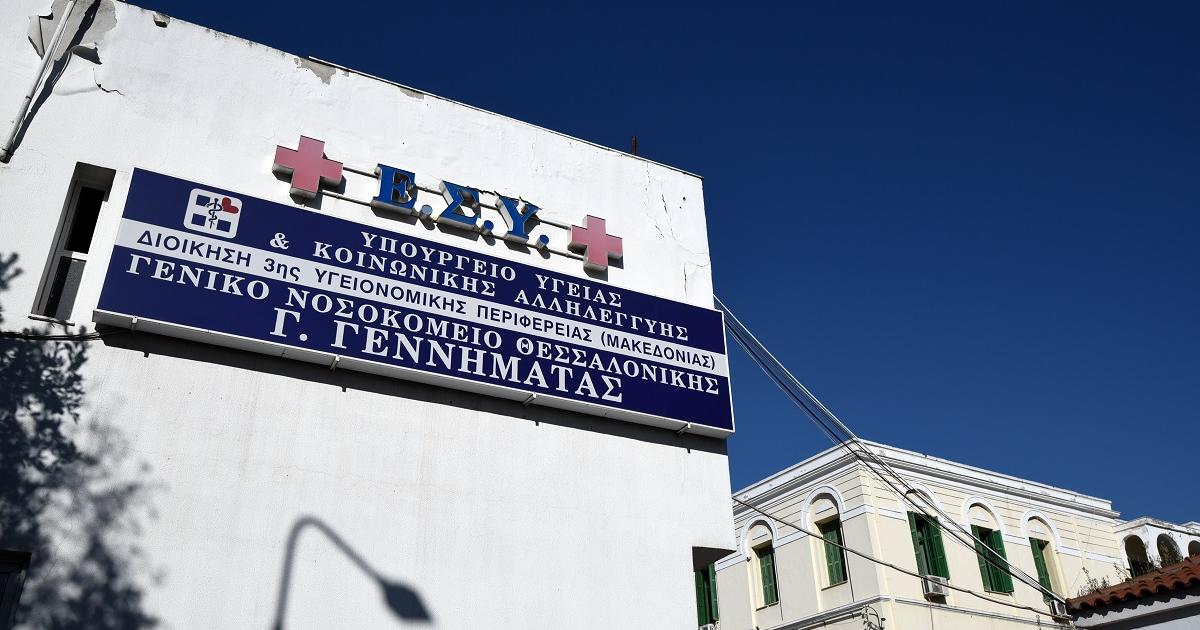 Ε.Σ.Υ.
ΥΠΟΥΡΓΕΙΟ ΥΓΕΙΑΣ
& ΚΟΙΝΩΝΙΚΗΣ ΑΛΛΗΛΕΓΓΥΗΣ
ΔΙΟΙΚΗΣΗ 3ης ΥΓΕΙΟΝΟΜΙΚΗΣ ΠΕΡΙΦΕΡΕΙΑΣ (ΜΑΚΕΔΟΝΙΑΣ)
ΓΕΝΙΚΟ ΝΟΣΟΚΟΜΕΙΟ ΘΕΣΣΑΛΟΝΙΚΗΣ
Γ. ΓΕΝΝΗΜΑΤΑΣ